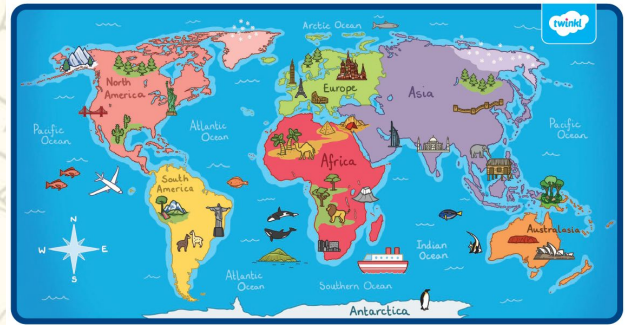 twinkl
Arctic Ocean
North
America
Europe
Asia
Pacific
Ocean
Atlantic
Ocean
Pacific
Ocean
Africa
South
America
N
W E
S
Australasia
Indian
Ocean
Atlantic
Ocean
Southern Ocean
Antarctica